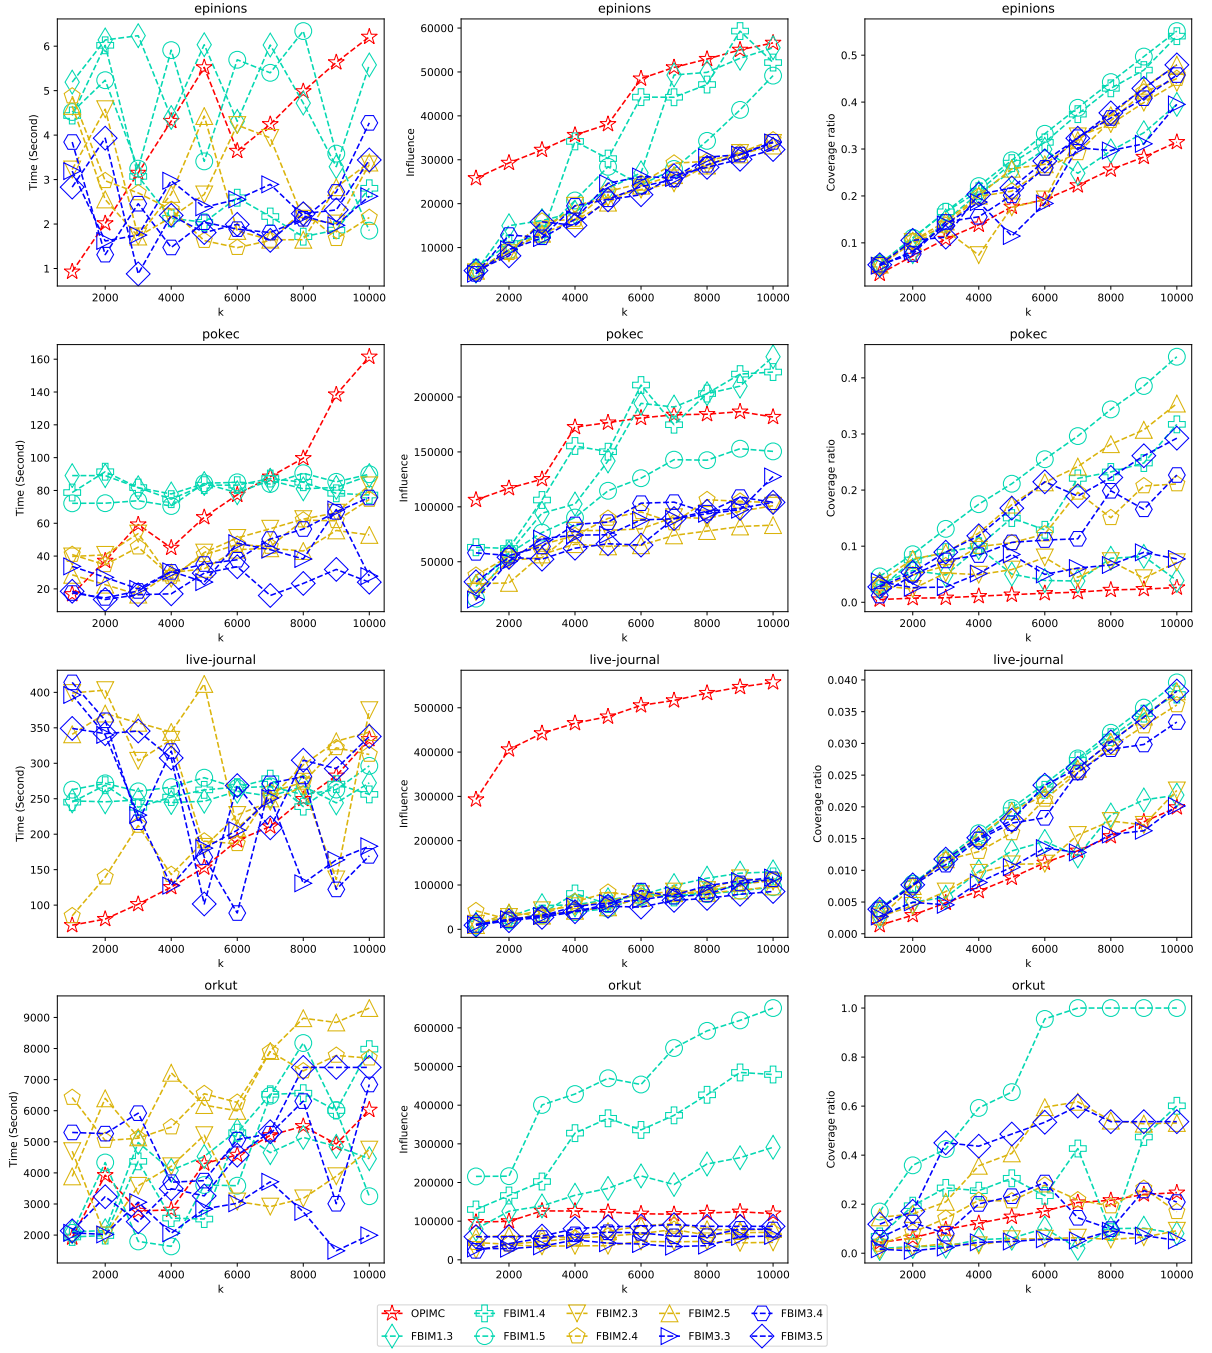 epinions
epinions
epinions
6
5
4
3
2
1
Time (Second)
2000 4000 6000 8000 10000
k
60000
50000
40000
30000
20000
10000
Influence
2000 4000 6000 8000 10000
k
0.5
0.4
0.3
0.2
0.1
Coverage ratio
2000 4000 6000 8000 10000
k
pokec
pokec
pokec
160
140
120
100
80
60
40
20
Time (Second)
2000 4000 6000 8000 10000
k
200000
150000
100000
50000
Influence
2000 4000 6000 8000 10000
k
0.4
0.3
0.2
0.1
0.0
Coverage ratio
2000 4000 6000 8000 10000
k
live-journal
live-journal
live-journal
400
350
300
250
200
150
100
Time (Second)
2000 4000 6000 8000 10000
k
500000
400000
300000
200000
100000
0
Influence
2000 4000 6000 8000 10000
k
0.040
0.035
0.030
0.025
0.020
0.015
0.010
0.005
0.000
Coverage ratio
2000 4000 6000 8000 10000
k
orkut
orkut
orkut
9000
8000
7000
6000
5000
4000
3000
2000
Time (Second)
2000 4000 6000 8000 10000
k
600000
500000
400000
300000
200000
100000
0
Influence
2000 4000 6000 8000 10000
k
1.0
0.8
0.6
0.4
0.2
0.0
Coverage ratio
2000 4000 6000 8000 10000
k
OPIMC FBIM1.4 FBIM2.3 FBIM2.5 FBIM3.4
FBIM1.3 FBIM1.5 FBIM2.4 FBIM3.3 FBIM3.5